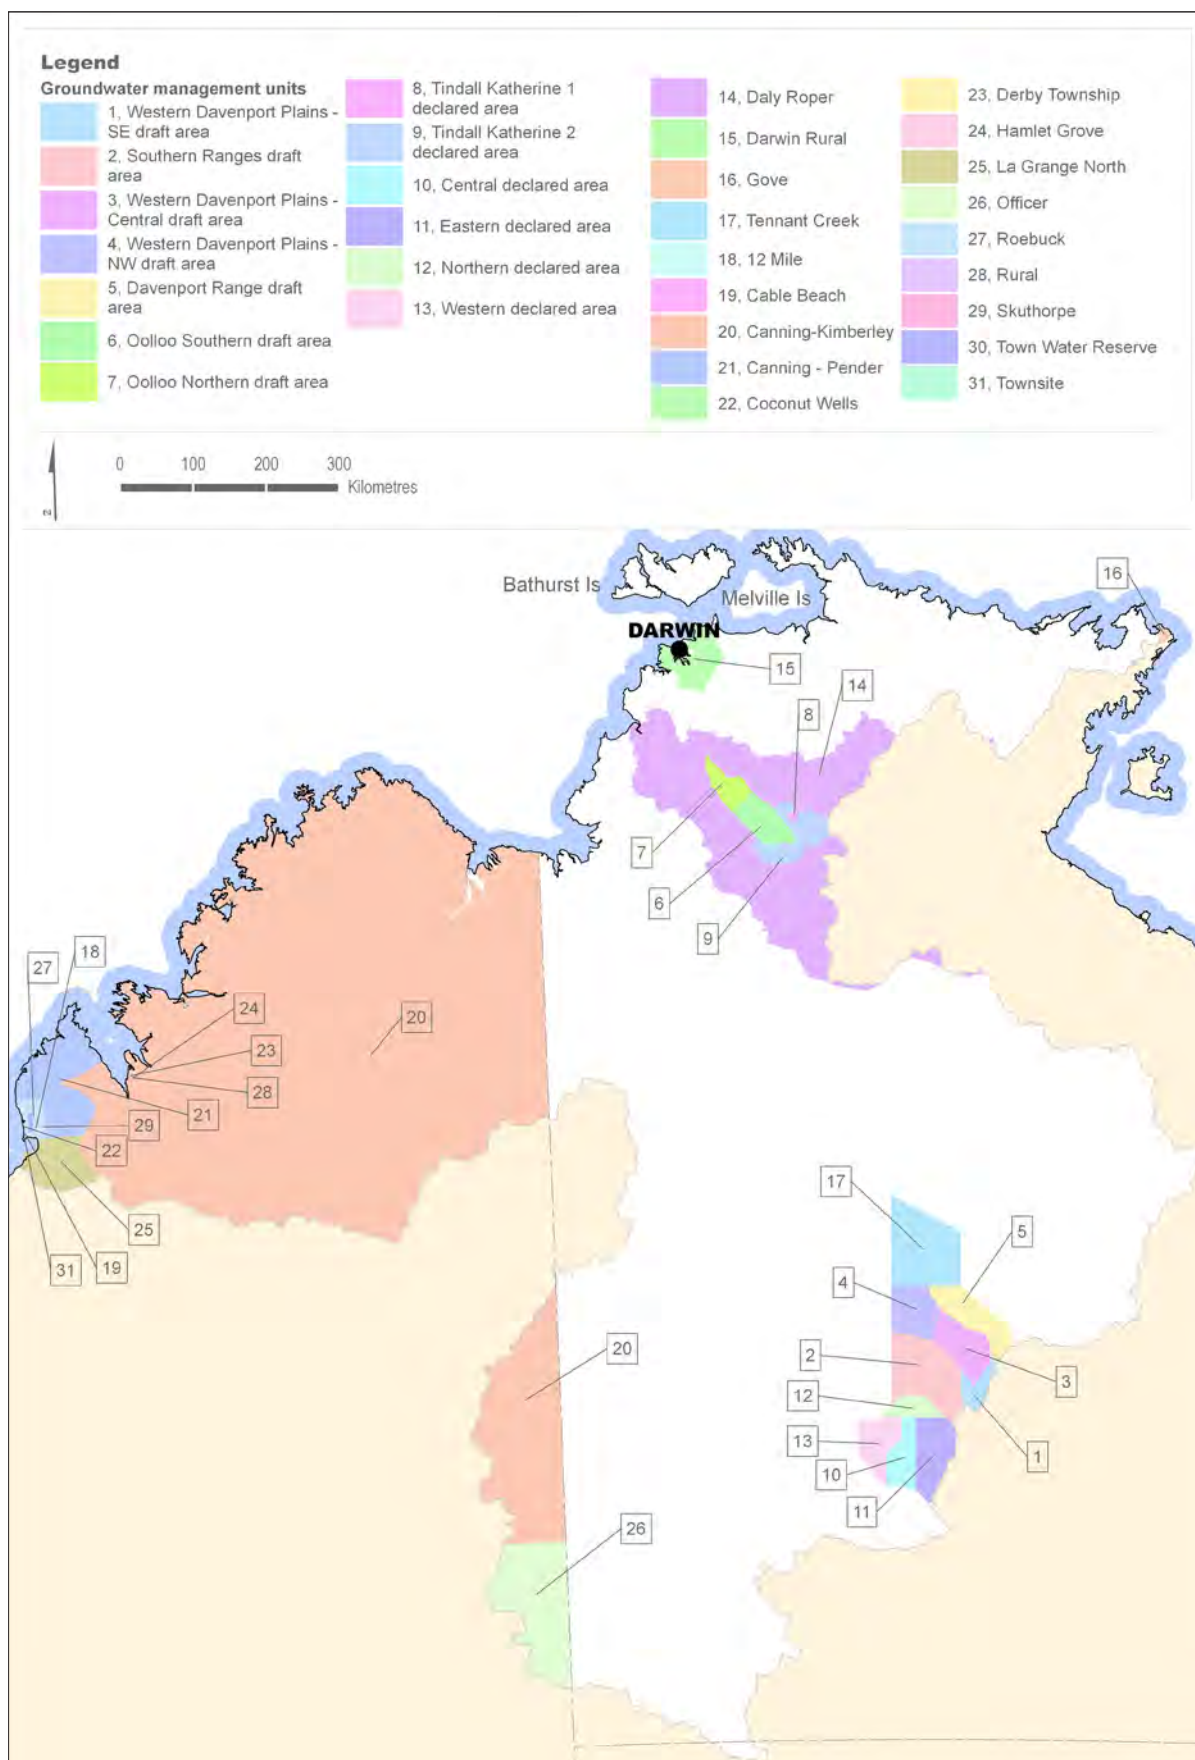 Legend
Groundwater management units
1, Western Davenport Plains -
SE draft area
2, Southern Ranges draft
area
3, Western Davenport Plains -
Central draft area
4, Western Davenport Plains -
NW draft area
5, Davenport Range draft
area
6, Oolloo Southern draft area
7, Oolloo Northern draft area
8, Tindall Katherine 1
declared area
9, Tindall Katherine 2
declared area
10, Central declared area
11, Eastern declared area
12, Northern declared area
13, Western declared area
14, Daly Roper
15, Darwin Rural
16, Gove
17, Tennant Creek
18, 12 Mile
19, Cable Beach
20, Canning-Kimberley
21, Canning - Pender
22, Coconut Wells
23, Derby Township
24, Hamlet Grove
25, La Grange North
26, Officer
27, Roebuck
28, Rural
29, Skuthorpe
30, Town Water Reserve
31, Townsite
0 100 200 300
Kilometres
N
16
Bathurst Is
Melville Is
DARWIN
15
14
8
7
6
9
18
27
24
20
23
28
21
29
22
25
19
31
17
5
4
20
2
3
12
13
1
10
11
26